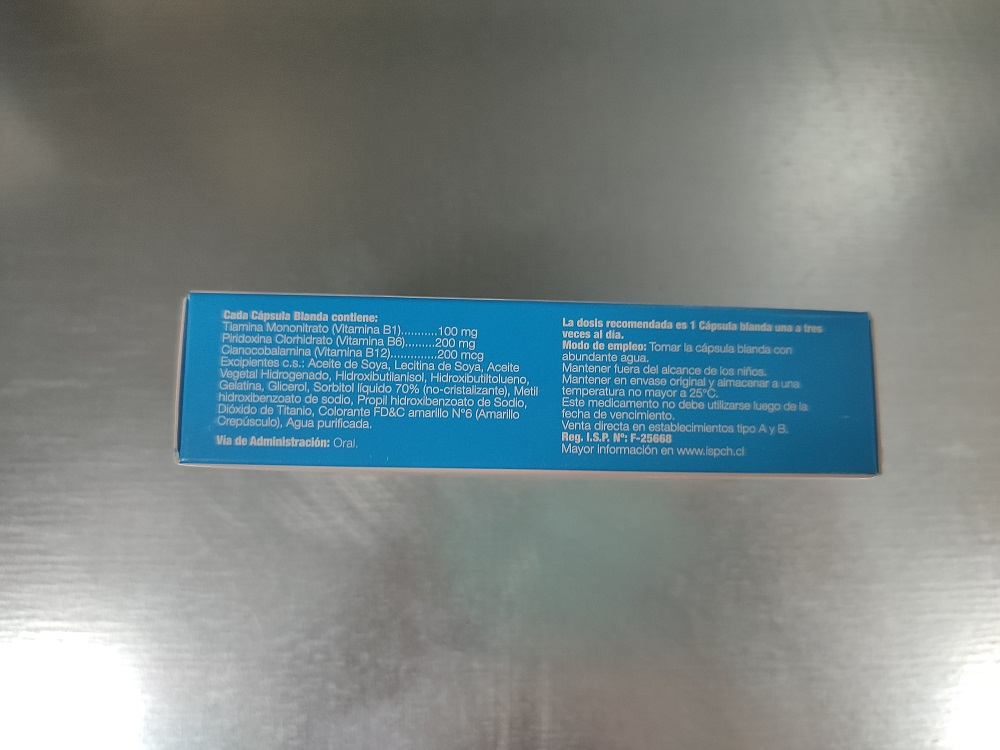 Cada Cápsula Blanda contiene:
Tiamina Mononitrato (Vitamina B1)...........100 mg
Piridoxina Clorhidrato (Vitamina B6).........200 mg
Cianocobalamina (Vitamina B12)..............200 mcg
Excipientes c.s.: Aceite de Soya, Lecitina de Soya, Aceite
Vegetal Hidrogenado, Hidroxibutilanisol, Hidroxibutiltolueno,
Gelatina, Glicerol, Sorbitol líquido 70% (no-cristalizante), Metil
hidroxibenzoato de sodio, Propil hidroxibenzoato de Sodio,
Dióxido de Titanio, Colorante FD&C amarillo N°6 (Amarillo
Crepúsculo), Agua purificada.
Vía de Administración: Oral.
La dosis recomendada es 1 Cápsula blanda una a tres
veces al día.
Modo de empleo: Tomar la cápsula blanda con
abundante agua.
Mantener fuera del alcance de los niños.
Mantener en envase original y almacenar a una
temperatura no mayor a 25°C.
Este medicamento no debe utilizarse luego de la
fecha de vencimiento.
Venta directa en establecimientos tipo A y B.
Reg. I.S.P. Nº: F-25668
Mayor información en www.ispch.cl